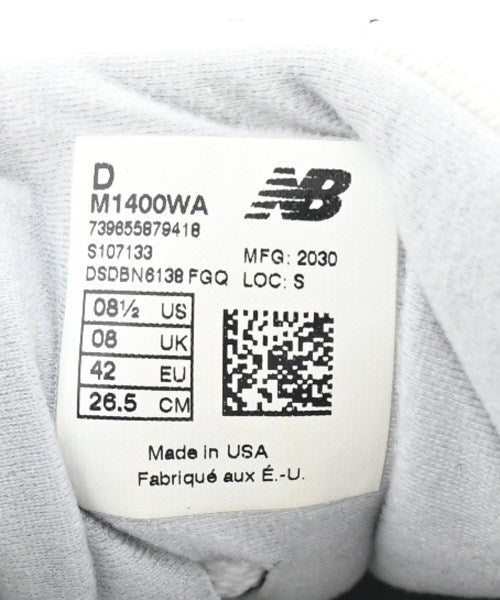 D
M1400WA
NB
739655879418
S107133
MFG: 2030
DSDBN6138 FGQ LOC: S
08½ US
08 UK
42 EU
26.5 CM
Made in USA
Fabriqué aux É.-U.